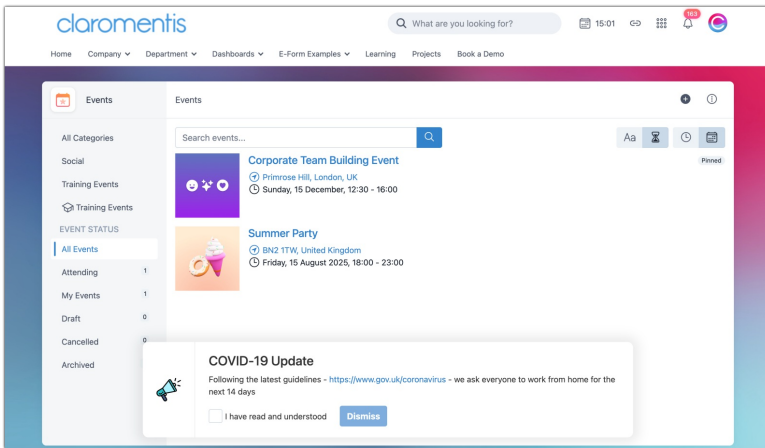 claromentis
What are you looking for?
15:01
163
Home Company Department Dashboards E-Form Examples Learning Projects Book a Demo
Events
Events
All Categories
Social
Training Events
Training Events
EVENT STATUS
All Events
Attending 1
My Events 1
Draft 0
Cancelled 0
Archived
Search events...
Aa
Corporate Team Building Event
Pinned
Primrose Hill, London, UK
Sunday, 15 December, 12:30 - 16:00
Summer Party
BN2 1TW, United Kingdom
Friday, 15 August 2025, 18:00 - 23:00
COVID-19 Update
Following the latest guidelines - https://www.gov.uk/coronavirus - we ask everyone to work from home for the
next 14 days
I have read and understood
Dismiss